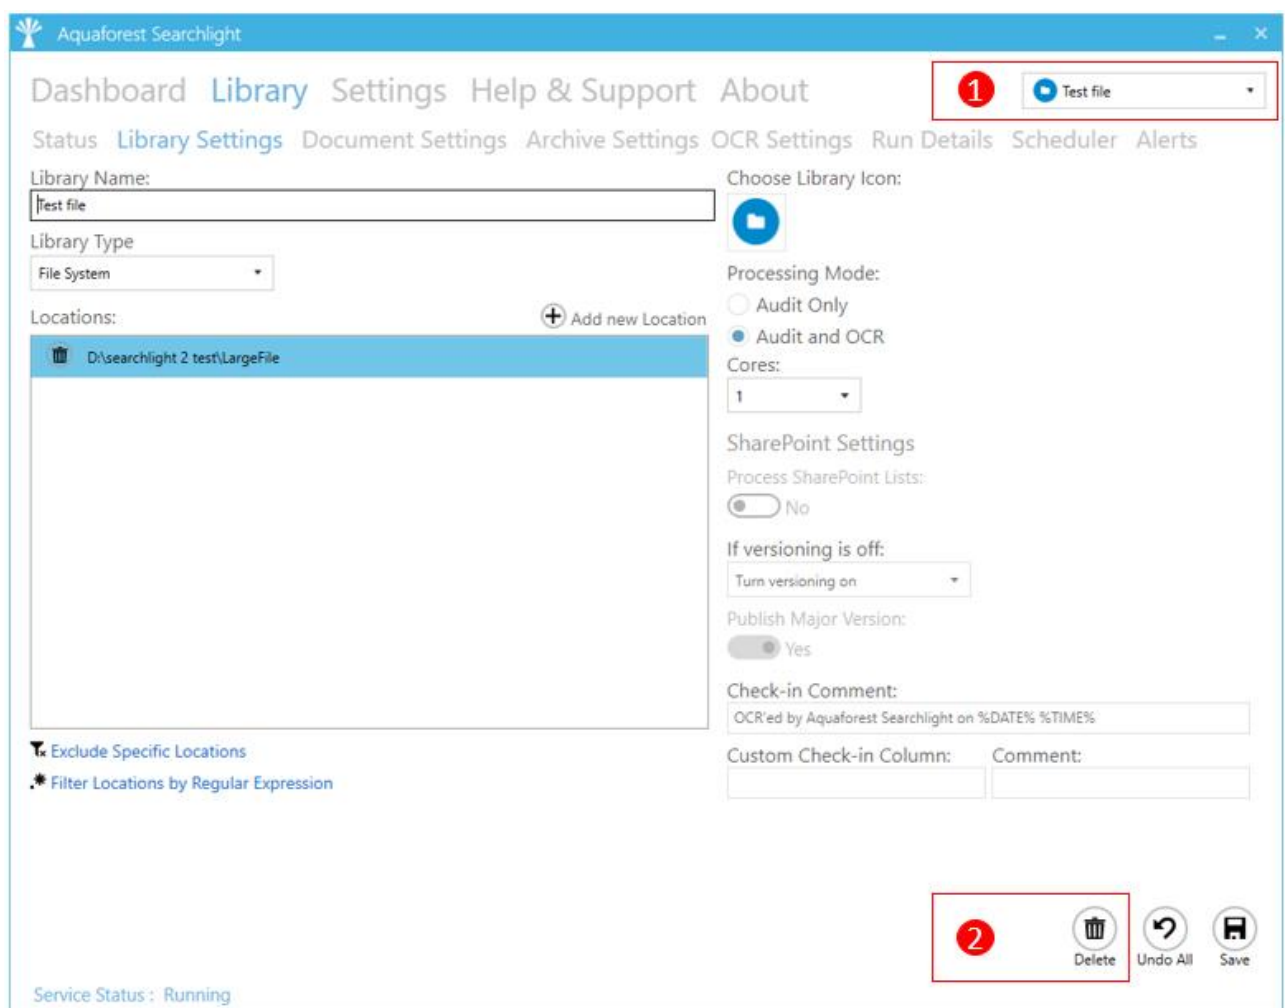 Aquaforest Searchlight
Dashboard Library Settings Help & Support About
1
Test file
Status Library Settings Document Settings Archive Settings OCR Settings Run Details Scheduler Alerts
Library Name:
Test file
Library Type
File System
Locations:
Add new Location
D:\searchlight 2 test\LargeFile
Exclude Specific Locations
Filter Locations by Regular Expression
Choose Library Icon:
Processing Mode:
Audit Only
Audit and OCR
Cores:
1
SharePoint Settings
Process SharePoint Lists:
No
If versioning is off:
Turn versioning on
Publish Major Version:
Yes
Check-in Comment:
OCR'ed by Aquaforest Searchlight on %DATE% %TIME%
Custom Check-in Column: Comment:
2
Delete Undo All Save
Service Status : Running